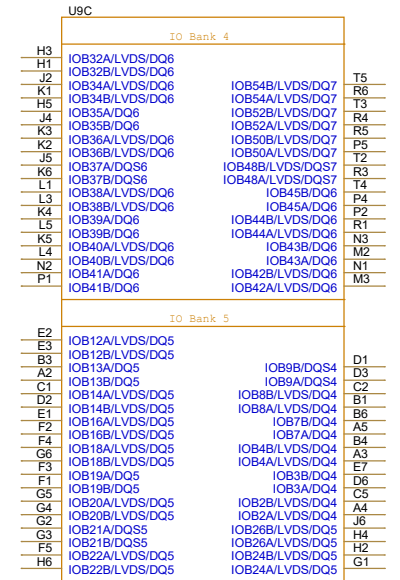 U9C
IO Bank 4
H3 IOB32A/LVDS/DQ6
H1 IOB32B/LVDS/DQ6
J2 IOB34A/LVDS/DQ6 IOB54B/LVDS/DQ7 T5
K1 IOB34B/LVDS/DQ6 IOB54A/LVDS/DQ7 R6
H5 IOB35A/DQ6 IOB52B/LVDS/DQ7 T3
J4 IOB35B/DQ6 IOB52A/LVDS/DQ7 R4
K3 IOB36A/LVDS/DQ6 IOB50B/LVDS/DQ7 R5
K2 IOB36B/LVDS/DQ6 IOB50A/LVDS/DQ7 P5
J5 IOB37A/DQS6 IOB48B/LVDS/DQS7 T2
K6 IOB37B/DQS6 IOB48A/LVDS/DQS7 R3
L1 IOB38A/LVDS/DQ6 IOB45B/DQ6 T4
L3 IOB38B/LVDS/DQ6 IOB45A/DQ6 P4
K4 IOB39A/DQ6 IOB44B/LVDS/DQ6 P2
L5 IOB39B/DQ6 IOB44A/LVDS/DQ6 R1
K5 IOB40A/LVDS/DQ6 IOB43B/DQ6 N3
L4 IOB40B/LVDS/DQ6 IOB43A/DQ6 M2
N2 IOB41A/DQ6 IOB42B/LVDS/DQ6 N1
P1 IOB41B/DQ6 IOB42A/LVDS/DQ6 M3
IO Bank 5
E2 IOB12A/LVDS/DQ5
E3 IOB12B/LVDS/DQ5
B3 IOB13A/DQ5 IOB9B/DQS4 D1
A2 IOB13B/DQ5 IOB9A/DQS4 D3
C1 IOB14A/LVDS/DQ5 IOB8B/LVDS/DQ4 C2
D2 IOB14B/LVDS/DQ5 IOB8A/LVDS/DQ4 B1
E1 IOB16A/LVDS/DQ5 IOB7B/DQ4 B6
F2 IOB16B/LVDS/DQ5 IOB7A/DQ4 A5
F4 IOB18A/LVDS/DQ5 IOB4B/LVDS/DQ4 B4
G6 IOB18B/LVDS/DQ5 IOB4A/LVDS/DQ4 A3
F3 IOB19A/DQ5 IOB3B/DQ4 E7
F1 IOB19B/DQ5 IOB3A/DQ4 D6
G5 IOB20A/LVDS/DQ5 IOB2B/LVDS/DQ4 C5
G4 IOB20B/LVDS/DQ5 IOB2A/LVDS/DQ4 A4
G2 IOB21A/DQS5 IOB26B/LVDS/DQ5 J6
G3 IOB21B/DQS5 IOB26A/LVDS/DQ5 H4
F5 IOB22A/LVDS/DQ5 IOB24B/LVDS/DQ5 H2
H6 IOB22B/LVDS/DQ5 IOB24A/LVDS/DQ5 G1